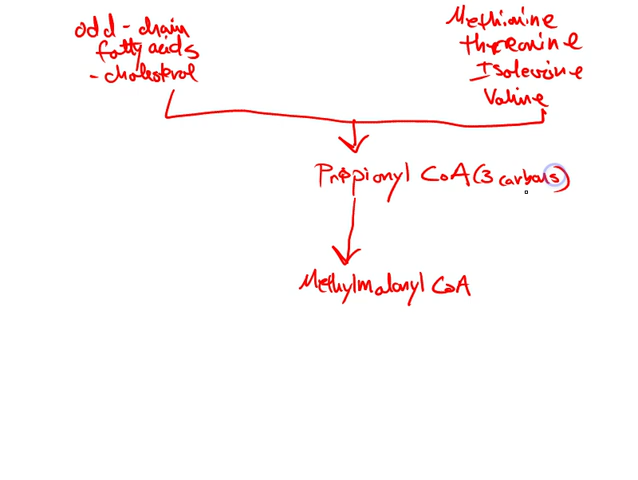 odd-chain
fatty acids
- cholesterol
Methionine
threonine
Isoleucine
Valine
Propionyl CoA (3 carbons)
Methylmalonyl CoA